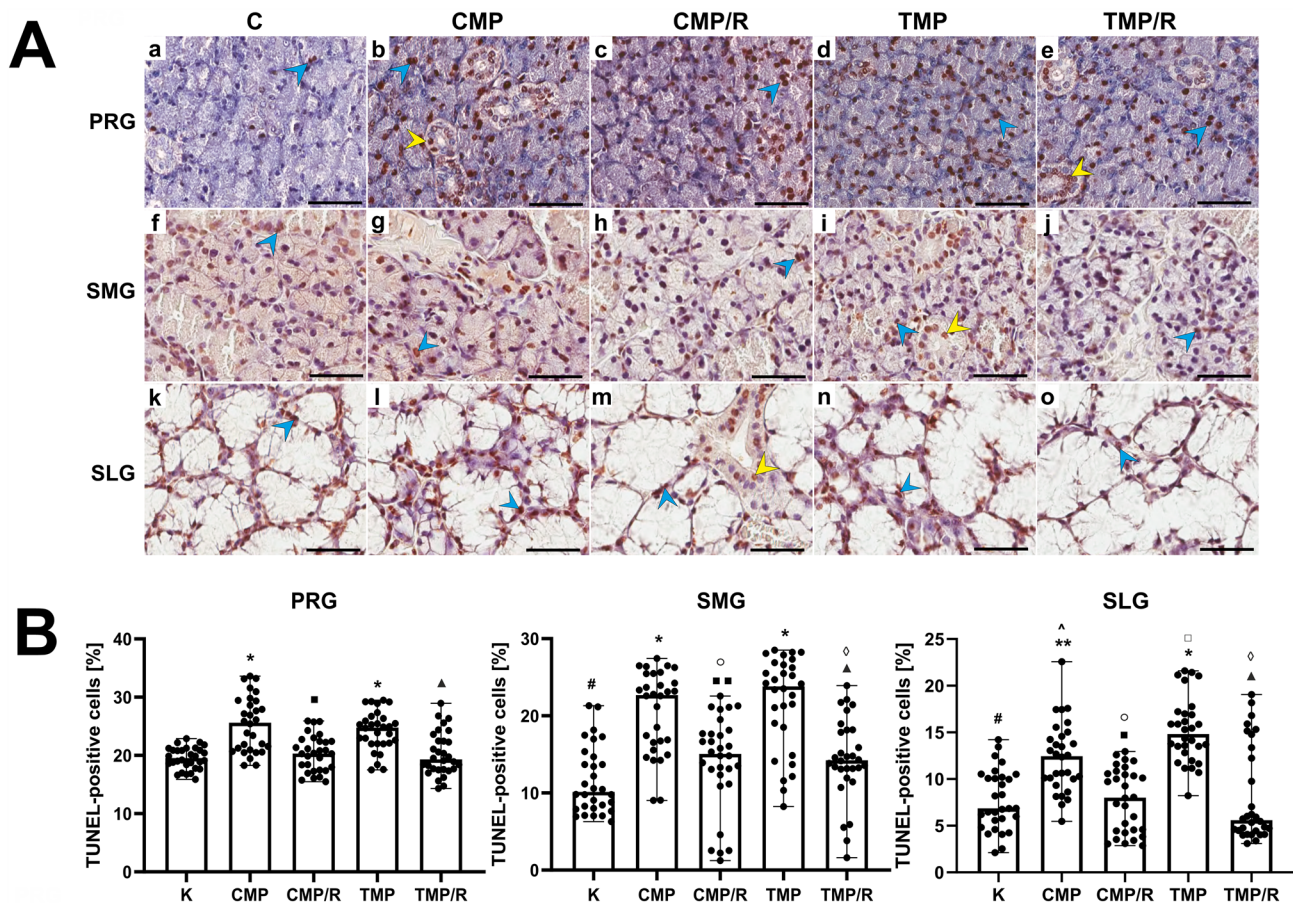 A
C CMP CMP/R TMP TMP/R
PRG a b c d e
SMG f g h i j
SLG k l m n o
B
PRG SMG SLG
TUNEL-positive cells [%]
40
30
20
10
0
* ■ * ▲
K CMP CMP/R TMP TMP/R
TUNEL-positive cells [%]
30
20
10
0
# * ○ ■ ■ * ◊ ▲
K CMP CMP/R TMP TMP/R
TUNEL-positive cells [%]
25
20
15
10
5
0
# ^ ** ○ ■ □ * ◊ ▲
K CMP CMP/R TMP TMP/R